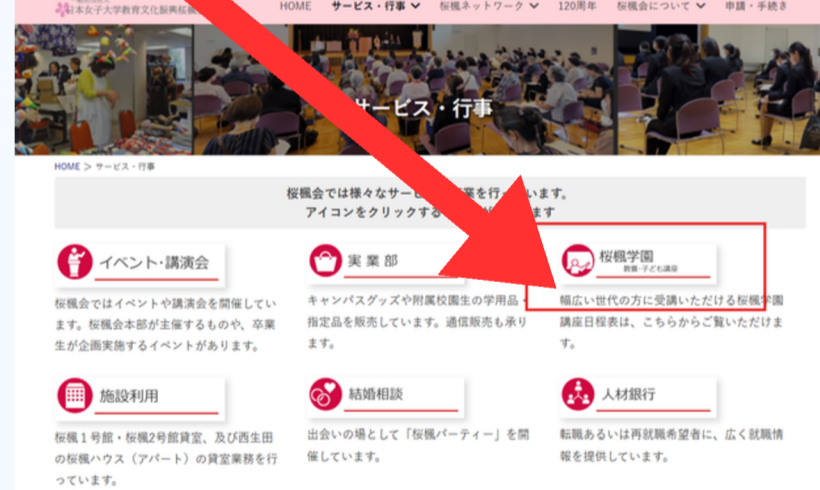 日本女子大学教育文化振興桜楓
HOME サービス・行事 桜楓ネットワーク 120周年 桜楓会について 申請・手続き
サービス・行事
HOME > サービス・行事
桜楓会では様々なサービ 業を行 います。
アイコンをクリックする ます
イベント・講演会
桜楓会ではイベントや講演会を開催してい
ます。桜楓会本部が主催するものや、卒業
生が企画実施するイベントがあります。
実業部
キャンパスグッズや附属校園生の学用品・
指定品を販売しています。通信販売も承り
ます。
桜楓学園
教養・子ども講座
幅広い世代の方に受講いただける桜楓学園
講座日程表は、こちらからご覧いただけま
す。
施設利用
桜楓1号館・桜楓2号館貸室、及び西生田
の桜楓ハウス（アパート）の貸室業務を行
っています。
結婚相談
出会いの場として「桜楓パーティー」を開
催しています。
人材銀行
転職あるいは再就職希望者に、広く就職情
報を提供しています。